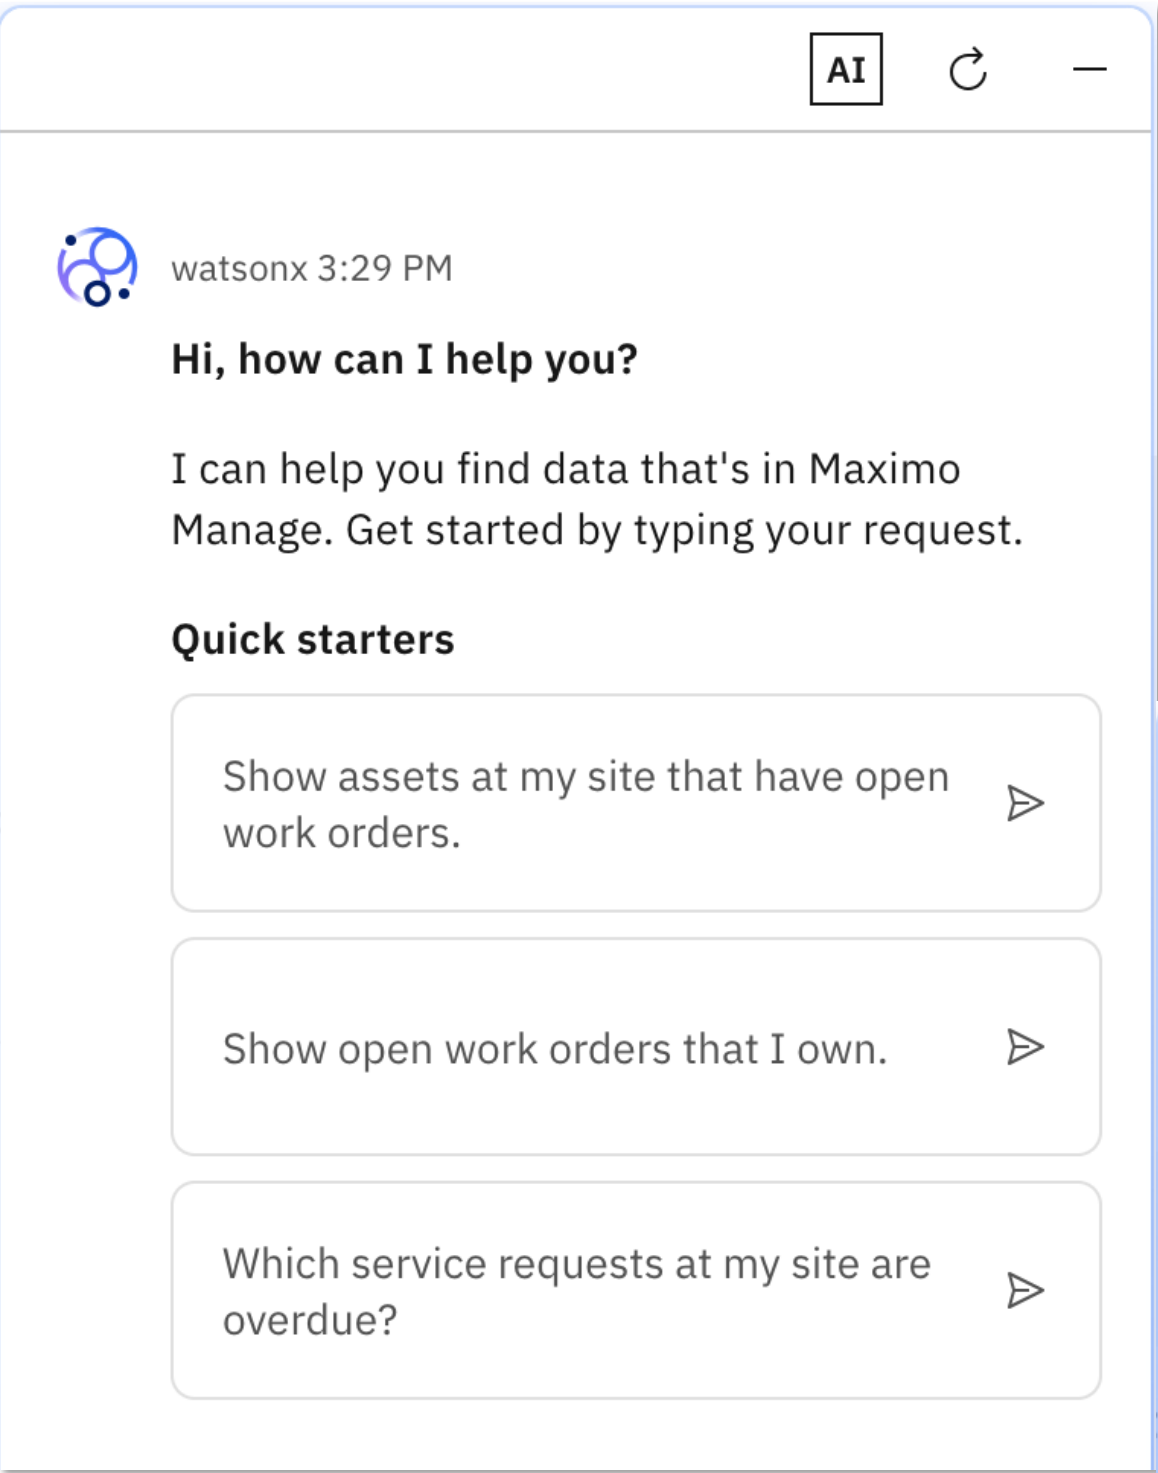 AI
watsonx 3:29 PM
Hi, how can I help you?
I can help you find data that's in Maximo
Manage. Get started by typing your request.
Quick starters
Show assets at my site that have open
work orders.
Show open work orders that I own.
Which service requests at my site are
overdue?